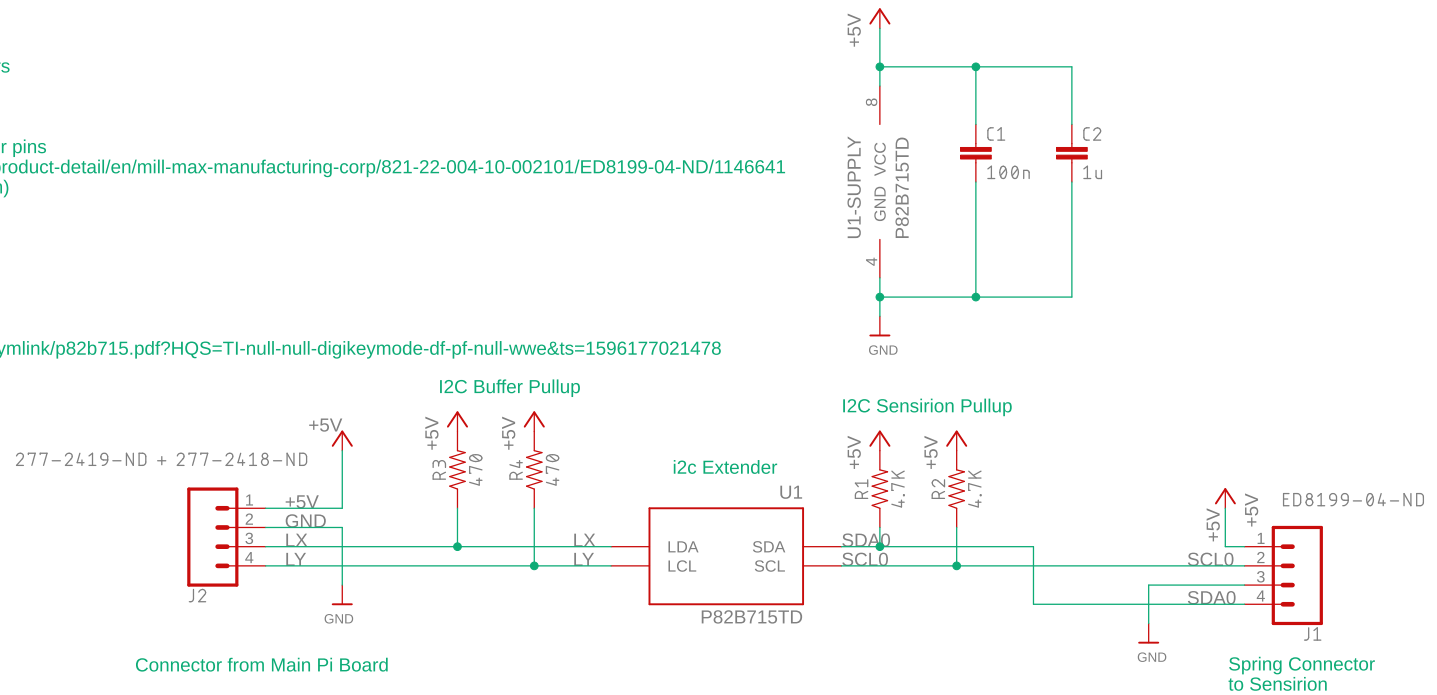 +5V
s
r pins
roduct-detail/en/mill-max-manufacturing-corp/821-22-004-10-002101/ED8199-04-ND/1146641
)
8
U1-SUPPLY
GND VCC
P82B715TD
4
C1
100n
C2
1u
GND
ymlink/p82b715.pdf?HQS=TI-null-null-digikeymode-df-pf-null-wwe&ts=1596177021478
I2C Buffer Pullup
I2C Sensirion Pullup
+5V
277-2419-ND + 277-2418-ND
+5V
R3
470
+5V
R4
470
i2c Extender
U1
+5V
R1
4.7K
+5V
R2
4.7K
ED8199-04-ND
+5V
+5V
1
+5V
2
GND
3
LX
4
LY
J2
GND
LX
LY
LDA
LCL
SDA
SCL
P82B715TD
SDA0
SCL0
SCL0
SDA0
1
2
3
4
J1
GND
Connector from Main Pi Board
Spring Connector
to Sensirion